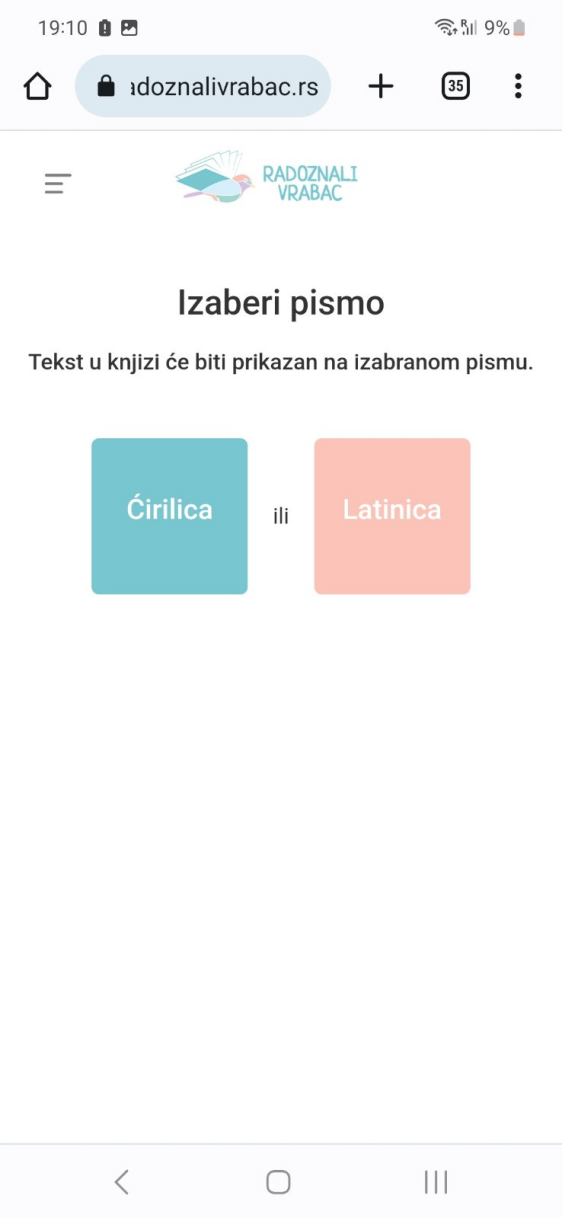 19:10
9%
adoznalivrabac.rs
35
RADOZNALI
VRABAC
Izaberi pismo
Tekst u knjizi će biti prikazan na izabranom pismu.
Ćirilica
ili
Latinica